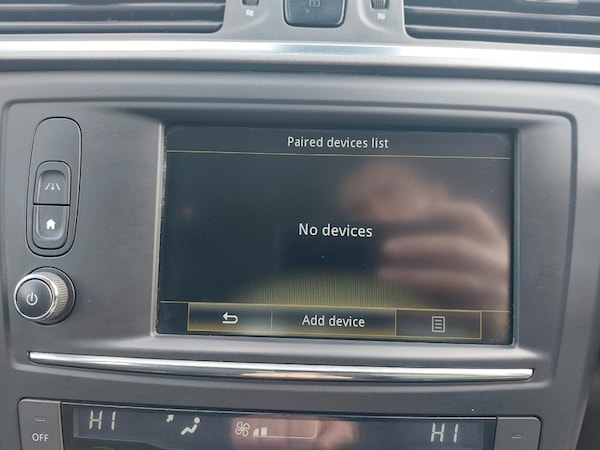 Paired devices list
No devices
Add device
HI
HI
OFF